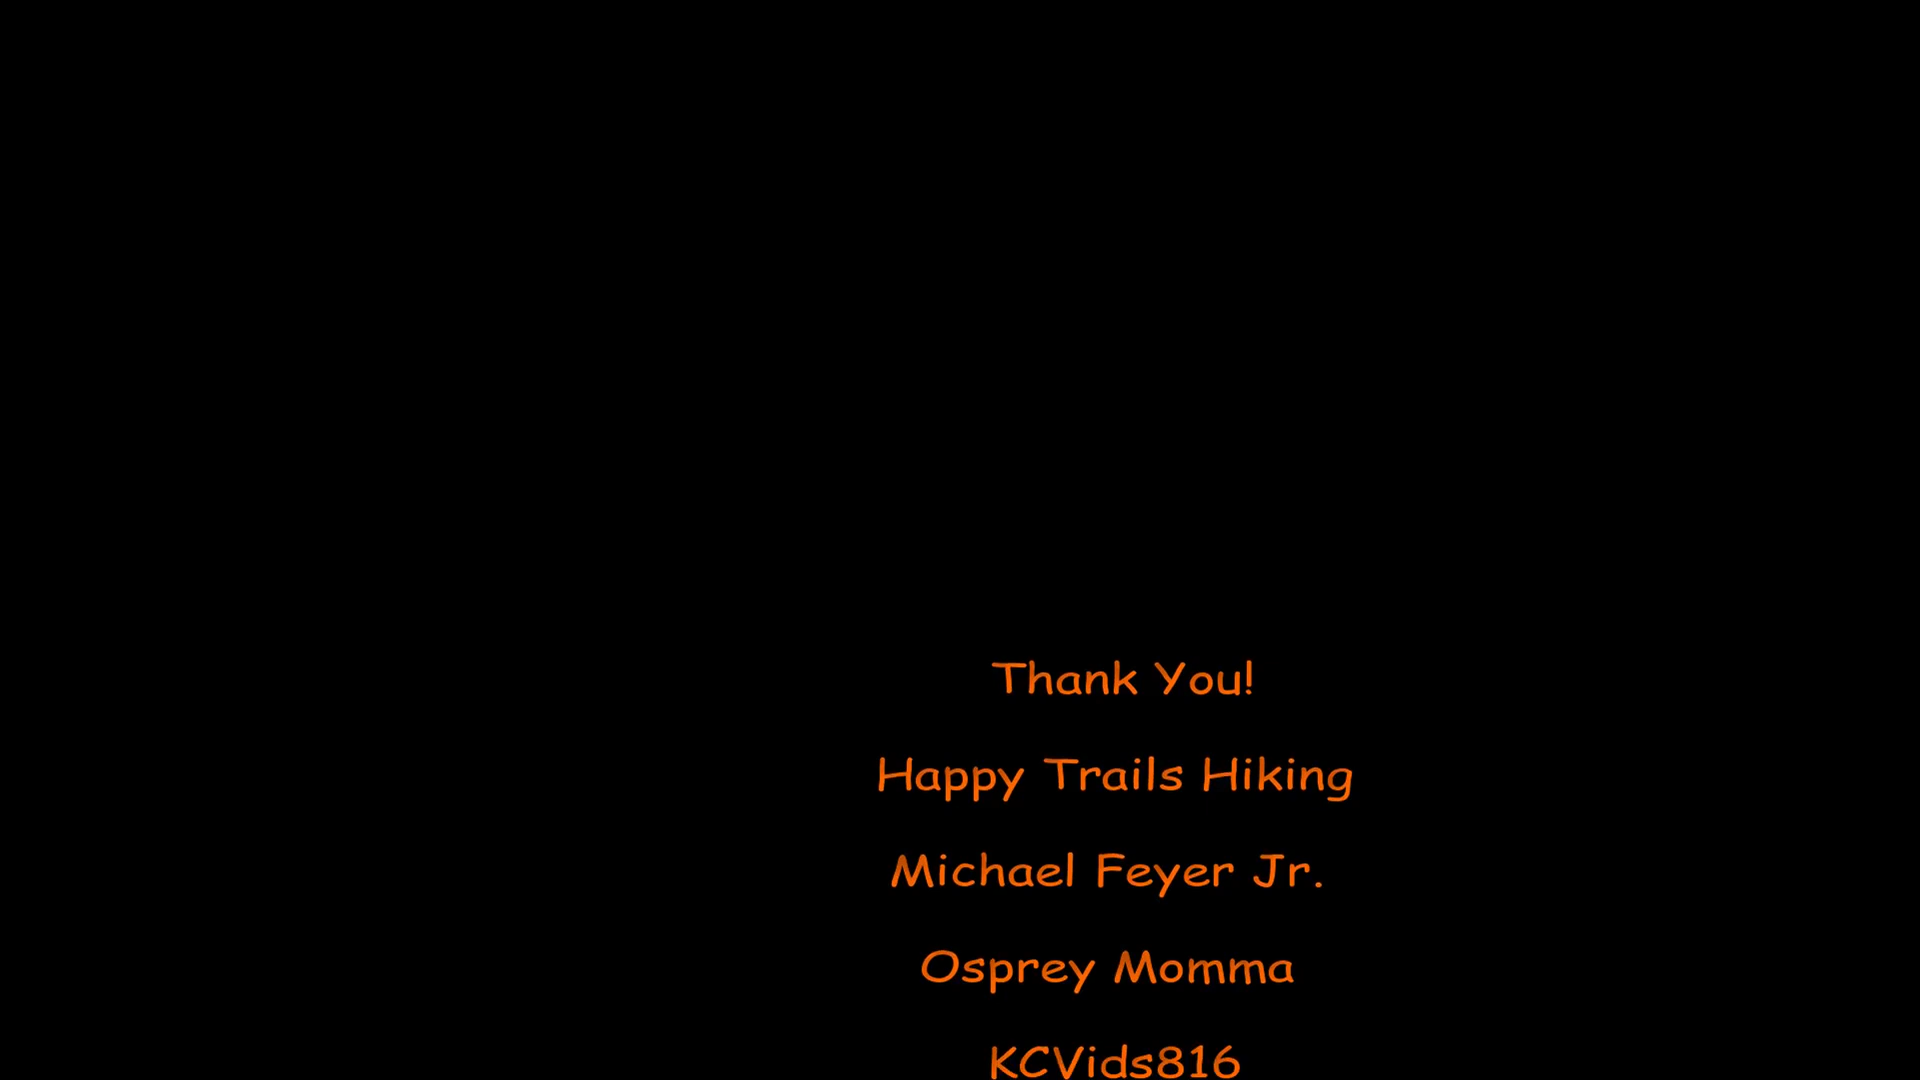 Thank You!
Happy Trails Hiking
Michael Feyer Jr.
Osprey Momma
KCVids816